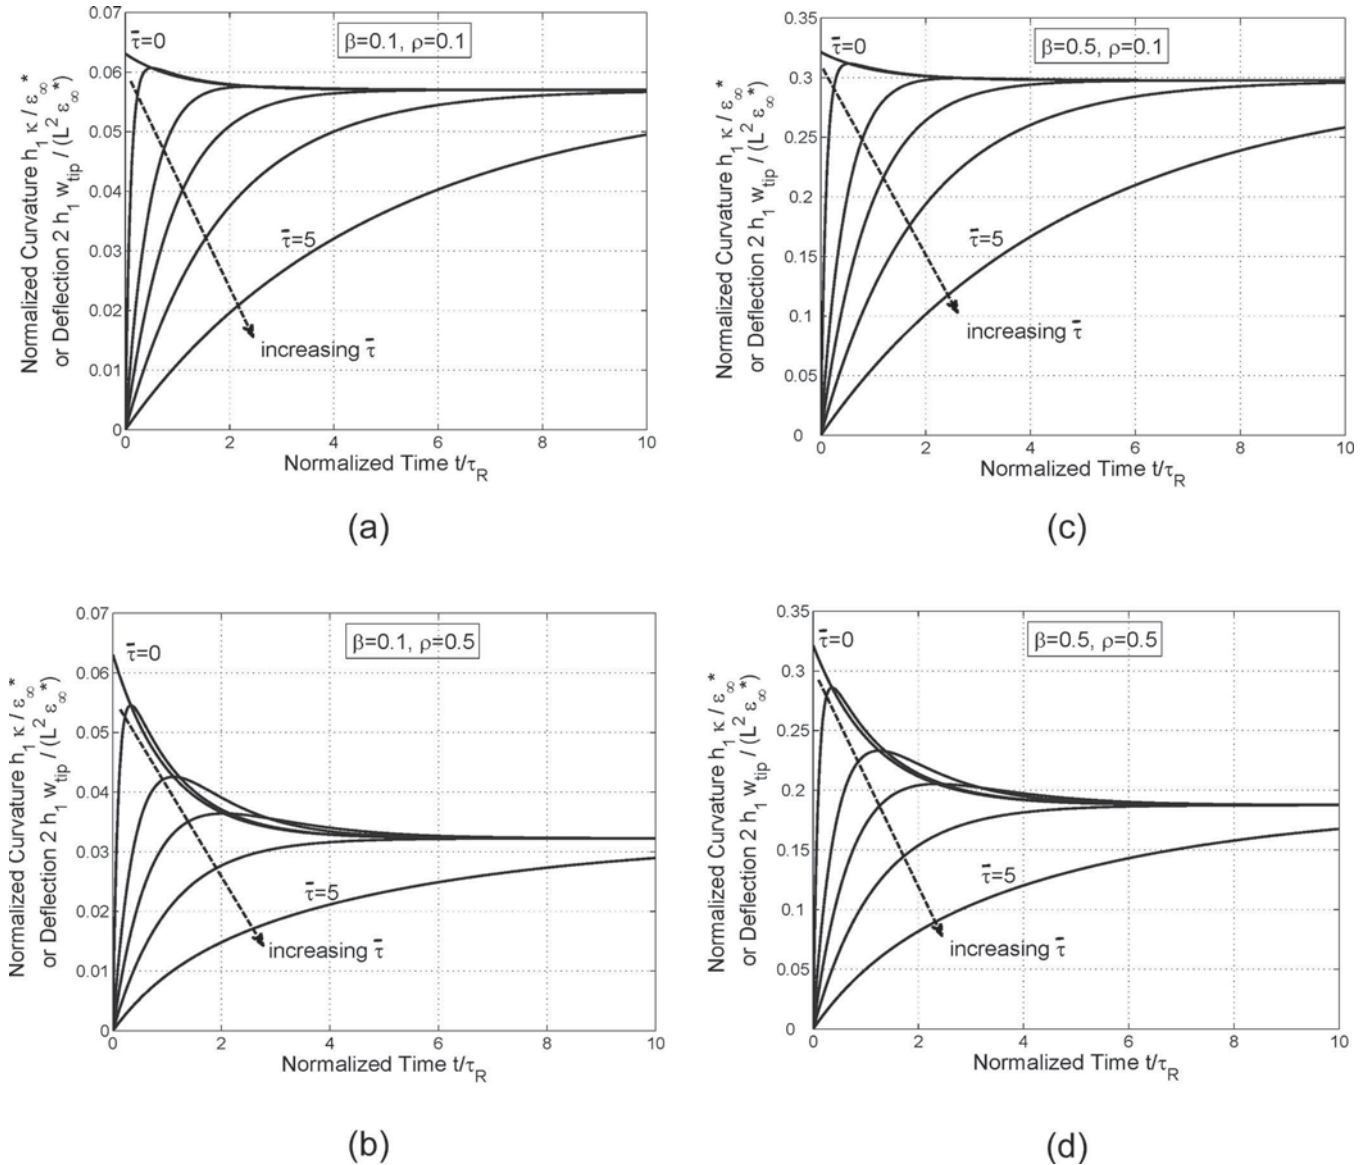 Normalized Curvature h₁ κ / ε∞*
or Deflection 2 h₁ w_tip / (L² ε∞*)
0.07
0.06
0.05
0.04
0.03
0.02
0.01
0
τ̄=0
β=0.1, ρ=0.1
τ̄=5
increasing τ̄
0 2 4 6 8 10
Normalized Time t/τ_R
(a)
Normalized Curvature h₁ κ / ε∞*
or Deflection 2 h₁ w_tip / (L² ε∞*)
0.35
0.3
0.25
0.2
0.15
0.1
0.05
0
τ̄=0
β=0.5, ρ=0.1
τ̄=5
increasing τ̄
0 2 4 6 8 10
Normalized Time t/τ_R
(c)
Normalized Curvature h₁ κ / ε∞*
or Deflection 2 h₁ w_tip / (L² ε∞*)
0.07
0.06
0.05
0.04
0.03
0.02
0.01
0
τ̄=0
β=0.1, ρ=0.5
τ̄=5
increasing τ̄
0 2 4 6 8 10
Normalized Time t/τ_R
(b)
Normalized Curvature h₁ κ / ε∞*
or Deflection 2 h₁ w_tip / (L² ε∞*)
0.35
0.3
0.25
0.2
0.15
0.1
0.05
0
τ̄=0
β=0.5, ρ=0.5
τ̄=5
increasing τ̄
0 2 4 6 8 10
Normalized Time t/τ_R
(d)